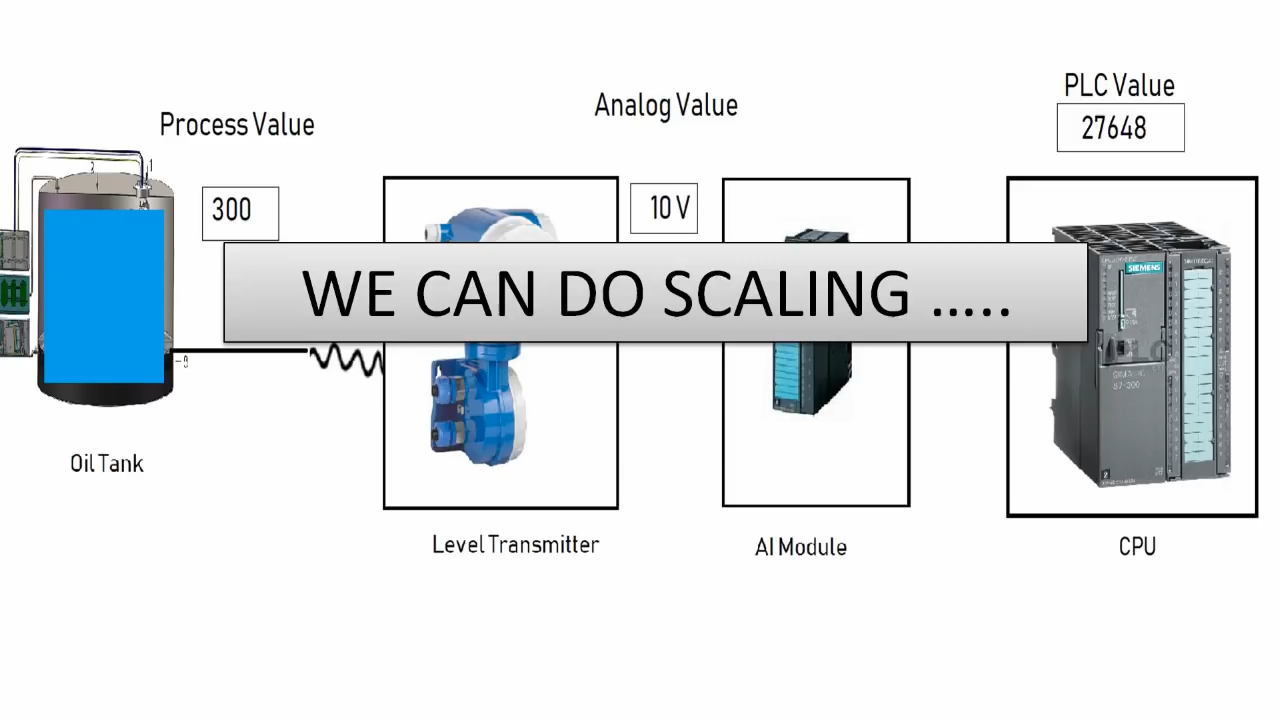 PLC Value
27648
Analog Value
Process Value
300
10 V
SIEMENS
WE CAN DO SCALING .....
Oil Tank
Level Transmitter
AI Module
CPU